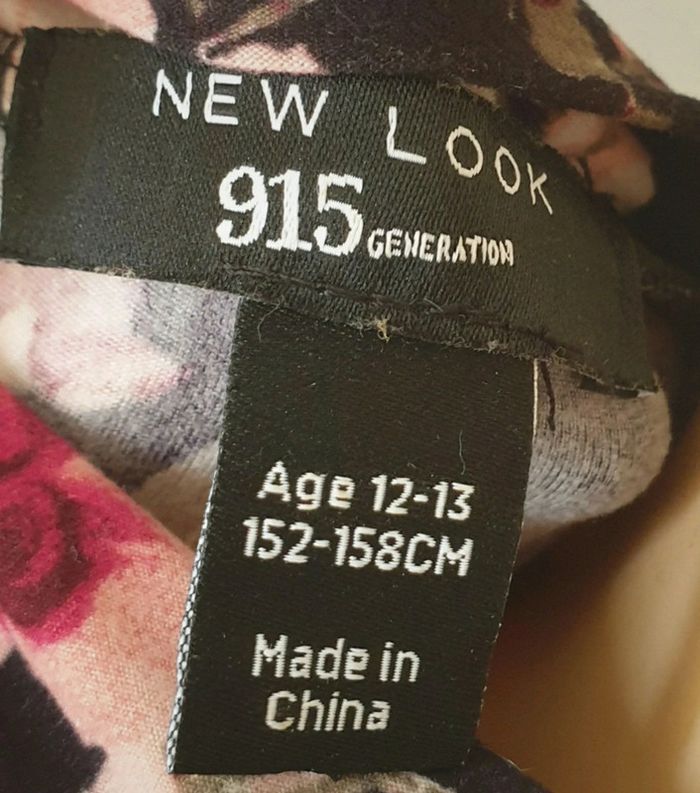 NEW LOOK
915 GENERATION
Age 12-13
152-158CM
Made in
China